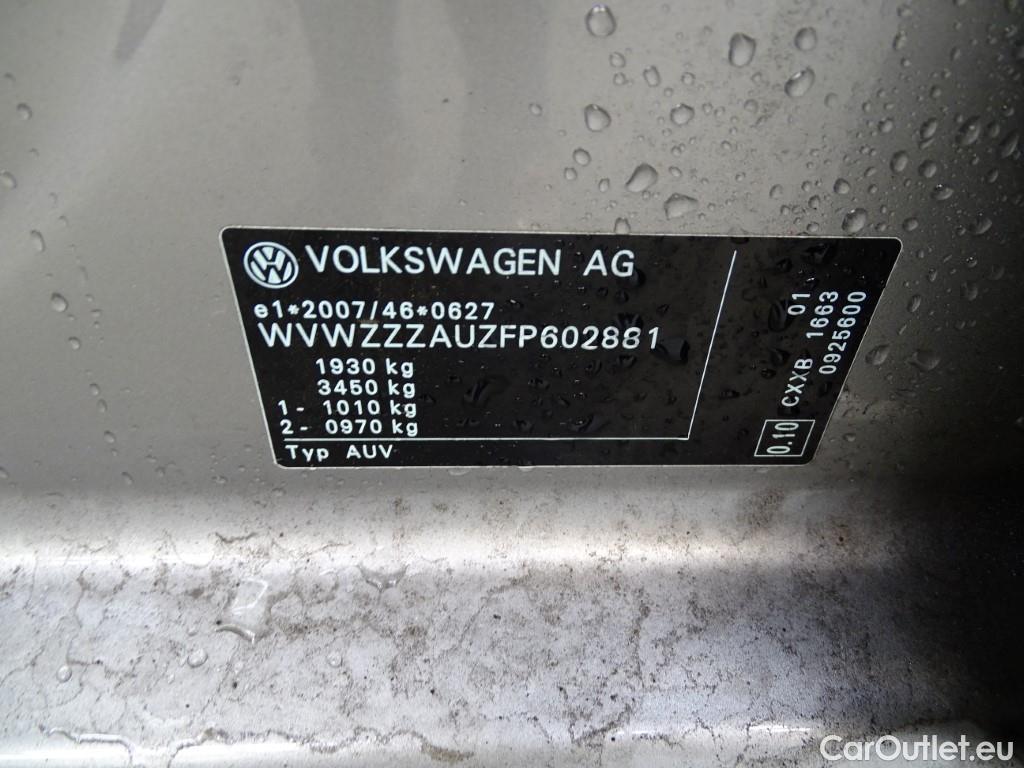 VOLKSWAGEN AG
e1*2007/46*0627
WVWZZZAUZFP602881
1930 kg
3450 kg
1- 1010 kg
2- 0970 kg
Typ AUV
01
CXXB 1663
0925600
0.10
CarOutlet.eu